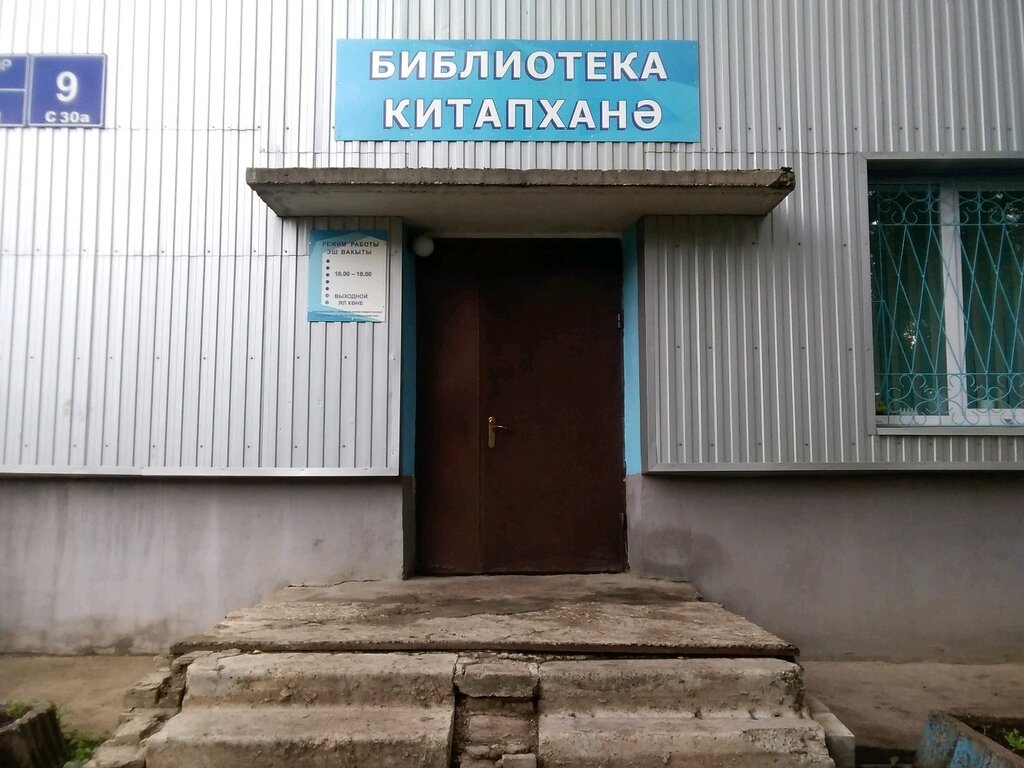 БИБЛИОТЕКА
КИТАПХАНӘ
9
С 30а
РЕЖИМ РАБОТЫ
ЭШ ВАКЫТЫ
10.00 – 18.00
ВЫХОДНОЙ
ЯЛ КӨНЕ